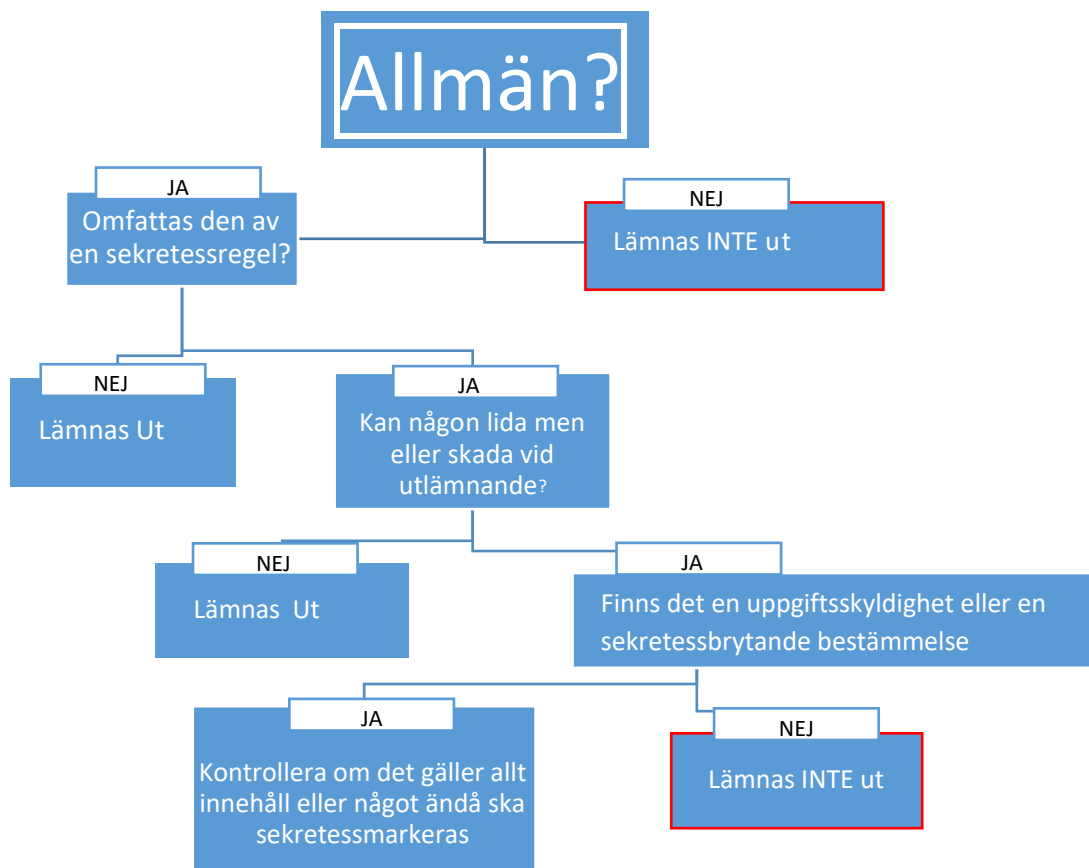 Allmän?
JA
Omfattas den av
en sekretessregel?
NEJ
Lämnas INTE ut
NEJ
Lämnas Ut
JA
Kan någon lida men
eller skada vid
utlämnande?
NEJ
Lämnas Ut
JA
Finns det en uppgiftsskyldighet eller en
sekretessbrytande bestämmelse
JA
Kontrollera om det gäller allt
innehåll eller något ändå ska
sekretessmarkeras
NEJ
Lämnas INTE ut